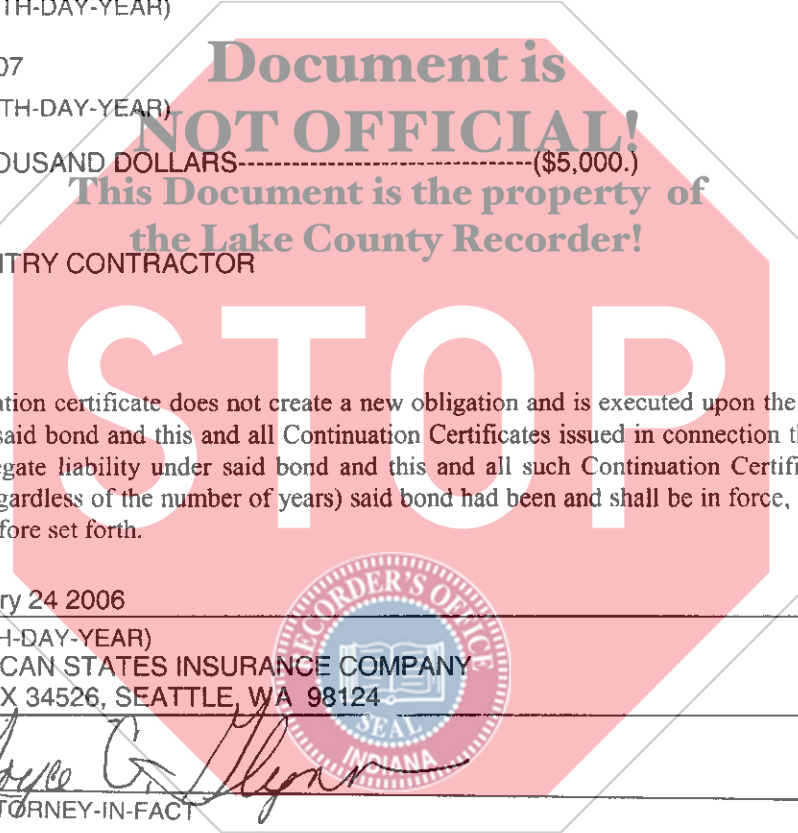 TH-DAY-YEAR)
Document is
07
TH-DAY-YEAR)
NOT OFFICIAL!
OUSAND DOLLARS--------------------------------($5,000.)
This Document is the property of
the Lake County Recorder!
NTRY CONTRACTOR
STOP
ation certificate does not create a new obligation and is executed upon the
said bond and this and all Continuation Certificates issued in connection th
egate liability under said bond and this and all such Continuation Certifi
gardless of the number of years) said bond had been and shall be in force,
fore set forth.
RECORDER'S OFFICE
ry 24 2006
H-DAY-YEAR)
CAN STATES INSURANCE COMPANY
X 34526, SEATTLE, WA 98124
SEAL
INDIANA
Joyce G. Flynn
TORNEY-IN-FACT